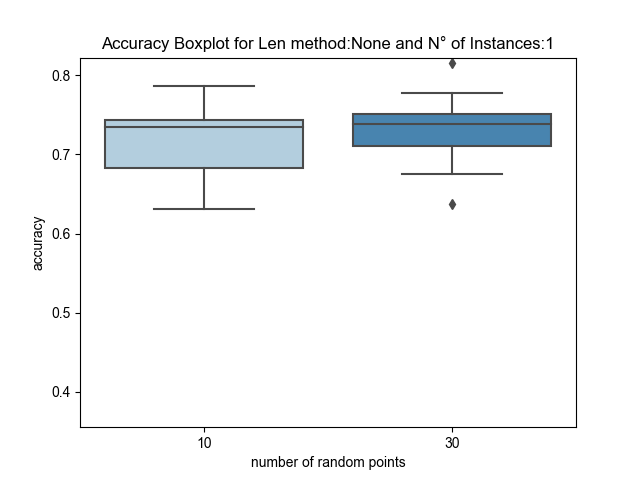 Accuracy Boxplot for Len method:None and N° of Instances:1
0.8
0.7
0.6
0.5
0.4
accuracy
10
30
number of random points